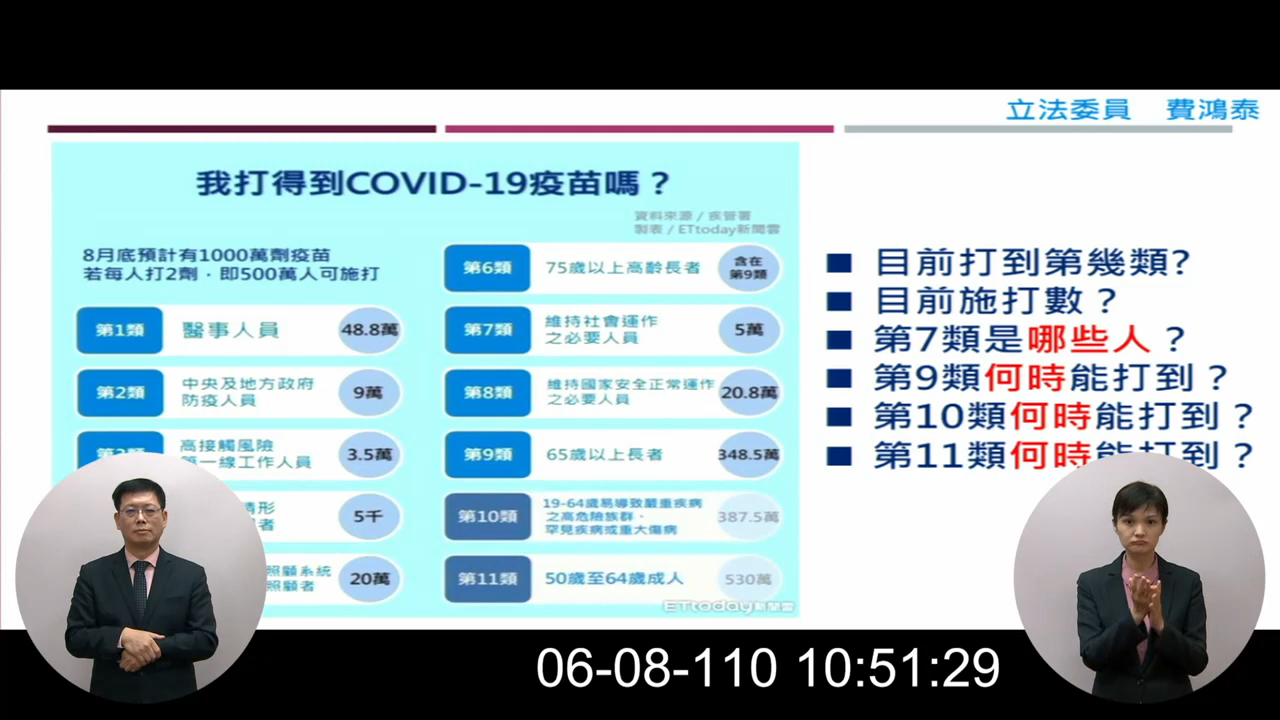 立法委員 費鴻泰
我打得到COVID-19疫苗嗎？
資料來源／疾管署
製表／ETtoday新聞雲
8月底預計有1000萬劑疫苗
若每人打2劑，即500萬人可施打
第1類 醫事人員 48.8萬
第2類 中央及地方政府
防疫人員 9萬
高接觸風險
第一線工作人員 3.5萬
情形
者 5千
照顧系統
照顧者 20萬
第6類 75歲以上高齡長者 含在
第9類
第7類 維持社會運作
之必要人員 5萬
第8類 維持國家安全正常運作
之必要人員 20.8萬
第9類 65歲以上長者 348.5萬
第10類 19-64歲易導致嚴重疾病
之高危險族群、
罕見疾病或重大傷病 387.5萬
第11類 50歲至64歲成人 530萬
ETtoday新聞雲
■ 目前打到第幾類?
■ 目前施打數？
■ 第7類是哪些人？
■ 第9類何時能打到？
■ 第10類何時能打到？
■ 第11類何時能打到？
06-08-110 10:51:29